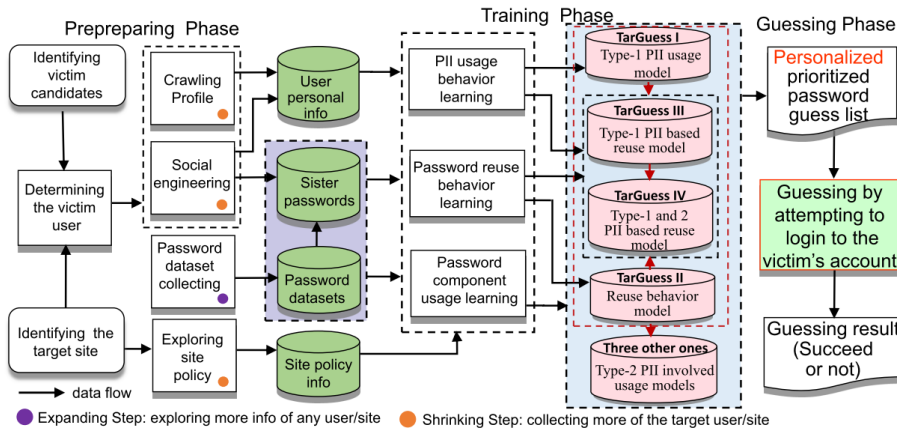 Prepreparing Phase
Training Phase
Guessing Phase
Identifying
victim
candidates
Determining
the victim
user
Identifying the
target site
Crawling
Profile
Social
engineering
Password
dataset
collecting
Exploring
site
policy
User
personal
info
Sister
passwords
Password
datasets
Site policy
info
PII usage
behavior
learning
Password reuse
behavior
learning
Password
component
usage learning
TarGuess I
Type-1 PII usage
model
TarGuess III
Type-1 PII based
reuse model
TarGuess IV
Type-1 and 2
PII based reuse
model
TarGuess II
Reuse behavior
model
Three other ones
Type-2 PII involved
usage models
Personalized
prioritized
password
guess list
Guessing by
attempting to
login to the
victim's account
Guessing result
(Succeed
or not)
data flow
Expanding Step: exploring more info of any user/site
Shrinking Step: collecting more of the target user/site